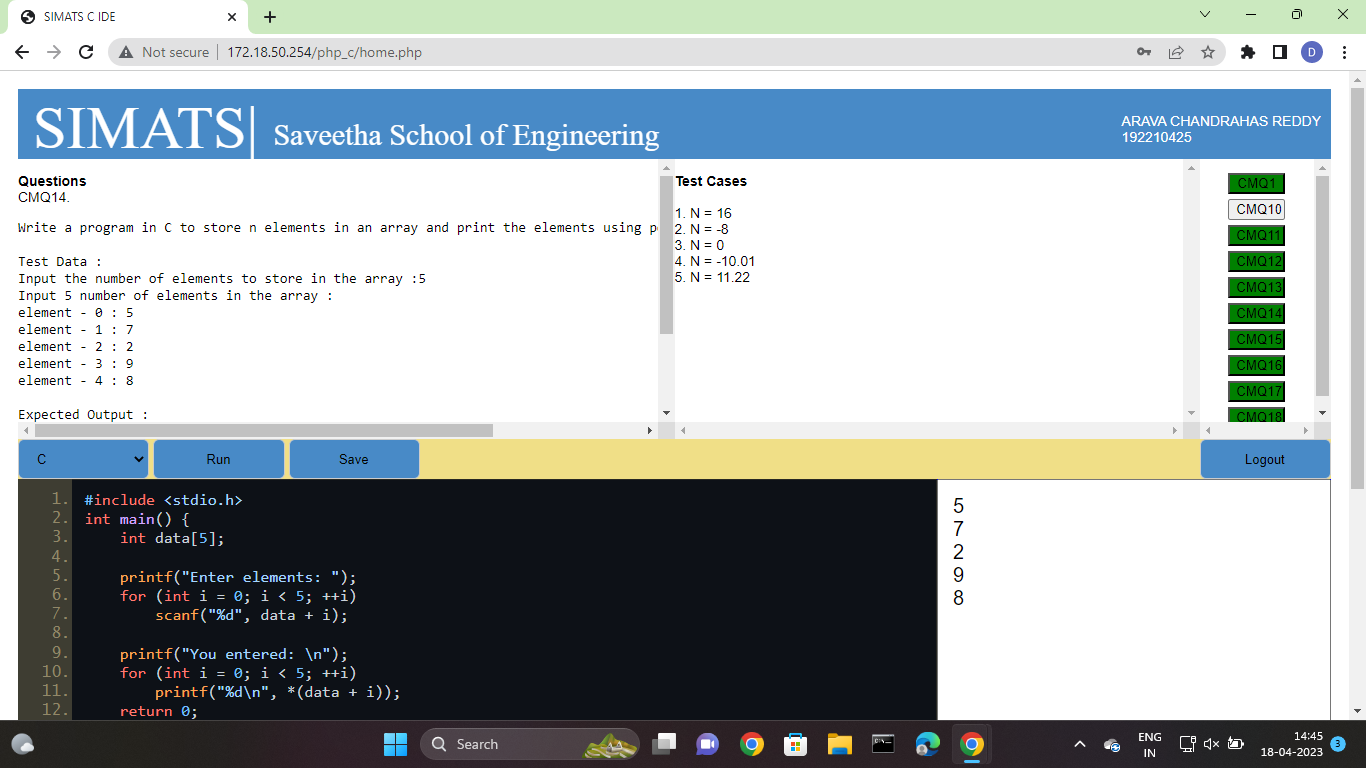 SIMATS C IDE
Not secure
172.18.50.254/php_c/home.php
D
SIMATS| Saveetha School of Engineering
ARAVA CHANDRAHAS REDDY
192210425
Questions
CMQ14.
Write a program in C to store n elements in an array and print the elements using
Test Data :
Input the number of elements to store in the array :5
Input 5 number of elements in the array :
element - 0 : 5
element - 1 : 7
element - 2 : 2
element - 3 : 9
element - 4 : 8
Expected Output :
Test Cases
1. N = 16
2. N = -8
3. N = 0
4. N = -10.01
5. N = 11.22
CMQ1
CMQ10
CMQ11
CMQ12
CMQ13
CMQ14
CMQ15
CMQ16
CMQ17
CMQ18
C
Run
Save
Logout
1. #include <stdio.h>
2. int main() {
3. int data[5];
4.
5. printf("Enter elements: ");
6. for (int i = 0; i < 5; ++i)
7. scanf("%d", data + i);
8.
9. printf("You entered: \n");
10. for (int i = 0; i < 5; ++i)
11. printf("%d\n", *(data + i));
12. return 0;
5
7
2
9
8
Search
ENG
IN
14:45
18-04-2023
3